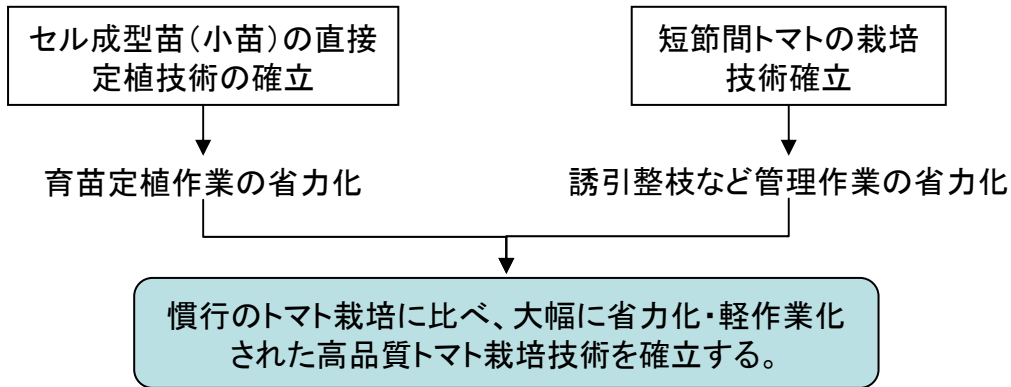 セル成型苗（小苗）の直接
定植技術の確立
短節間トマトの栽培
技術確立
育苗定植作業の省力化
誘引整枝など管理作業の省力化
慣行のトマト栽培に比べ、大幅に省力化・軽作業化
された高品質トマト栽培技術を確立する。